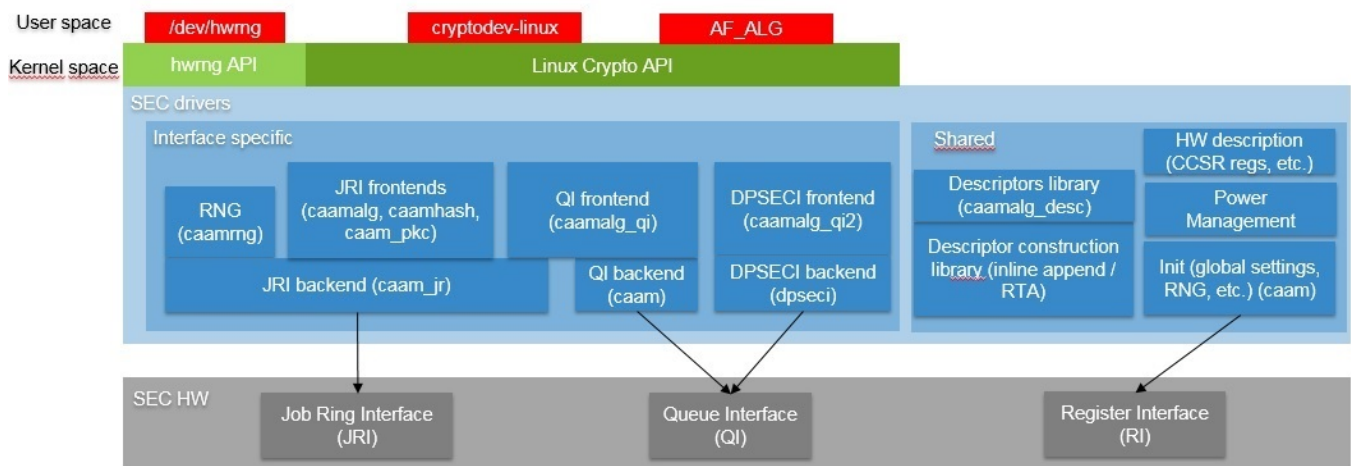 User space
/dev/hwrng
cryptodev-linux
AF_ALG
Kernel space
hwrng API
Linux Crypto API
SEC drivers
Interface specific
RNG
(caamrng)
JRI frontends
(caamalg, caamhash,
caam_pkc)
QI frontend
(caamalg_qi)
DPSECI frontend
(caamalg_qi2)
JRI backend (caam_jr)
QI backend
(caam)
DPSECI backend
(dpseci)
Shared
Descriptors library
(caamalg_desc)
Descriptor construction
library (inline append /
RTA)
HW description
(CCSR regs, etc.)
Power
Management
Init (global settings,
RNG, etc.) (caam)
SEC HW
Job Ring Interface
(JRI)
Queue Interface
(QI)
Register Interface
(RI)